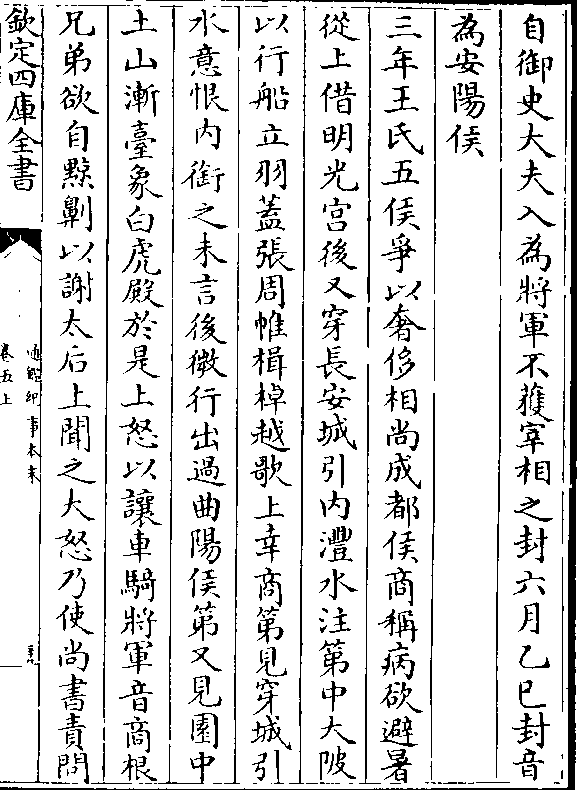 自御史大夫入為將軍不獲宰相之封六月乙巳封音
為安陽侯
三年王氏五侯爭以奢侈相尚成都侯商稱病欲避暑
從上借明光宫後又穿長安城引内灃水注第中大陂
以行船立羽蓋張周帷楫棹越歌上幸商第見穿城引
水意恨内銜之未言後微行出過曲陽侯第又見園中
土山漸臺象白虎殿於是上怒以讓車騎將軍音商根
兄弟欲自黥劓以謝太后上聞之大怒乃使尚書責問
欽定四庫全書
通鑑紀事本末
卷五上